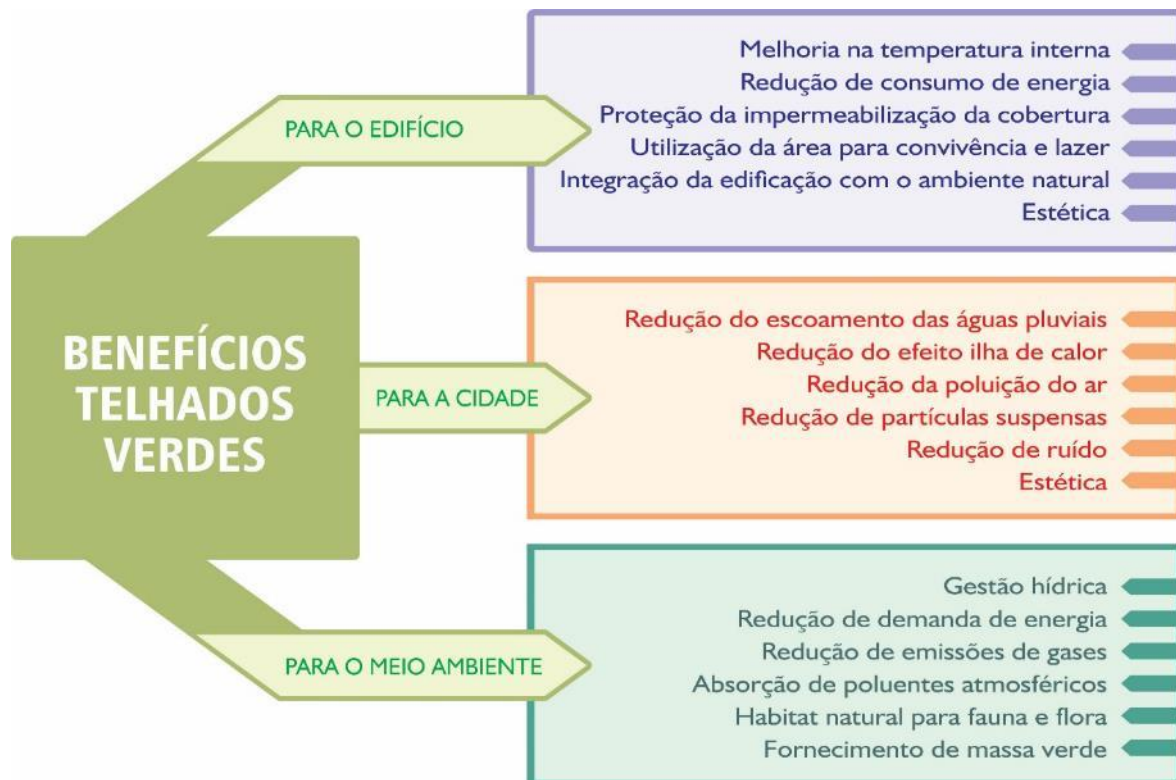 BENEFÍCIOS
TELHADOS
VERDES
PARA O EDIFÍCIO
Melhoria na temperatura interna
Redução de consumo de energia
Proteção da impermeabilização da cobertura
Utilização da área para convivência e lazer
Integração da edificação com o ambiente natural
Estética
PARA A CIDADE
Redução do escoamento das águas pluviais
Redução do efeito ilha de calor
Redução da poluição do ar
Redução de partículas suspensas
Redução de ruído
Estética
PARA O MEIO AMBIENTE
Gestão hídrica
Redução de demanda de energia
Redução de emissões de gases
Absorção de poluentes atmosféricos
Habitat natural para fauna e flora
Fornecimento de massa verde